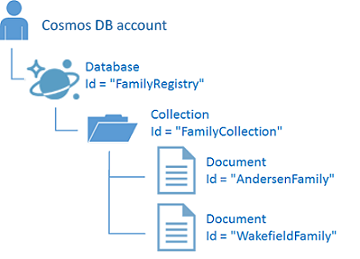 Cosmos DB account
Database
Id = "FamilyRegistry"
Collection
Id = "FamilyCollection"
Document
Id = "AndersenFamily"
Document
Id = "WakefieldFamily"